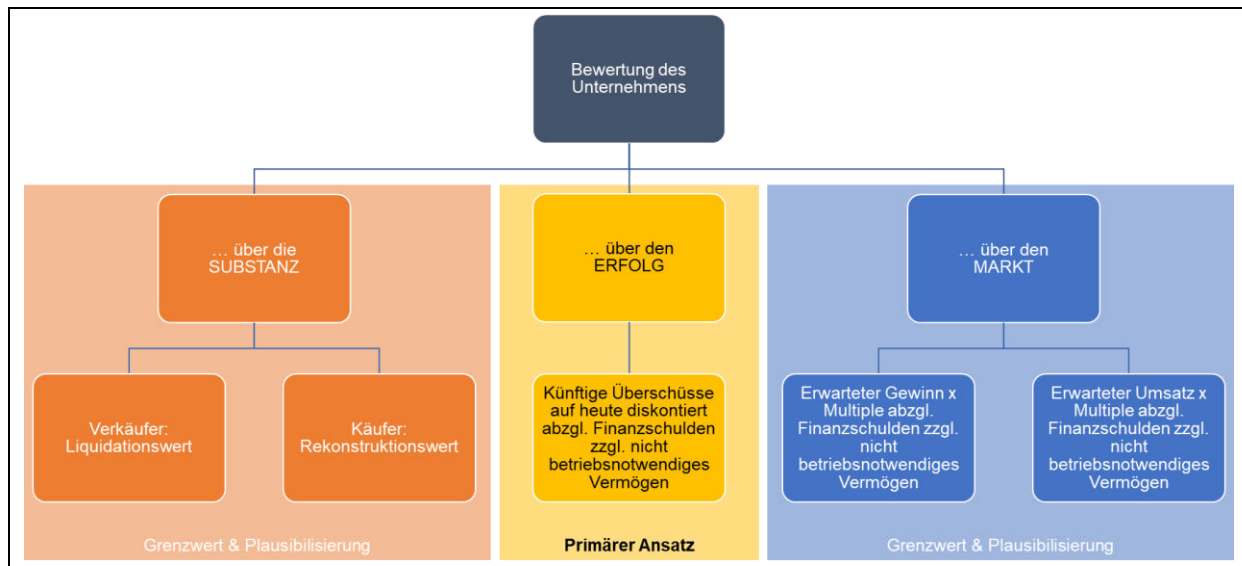 Bewertung des
Unternehmens
... über die
SUBSTANZ
... über den
ERFOLG
... über den
MARKT
Verkäufer:
Liquidationswert
Käufer:
Rekonstruktionswert
Künftige Überschüsse
auf heute diskontiert
abzgl. Finanzschulden
zzgl. nicht
betriebsnotwendiges
Vermögen
Erwarteter Gewinn x
Multiple abzgl.
Finanzschulden zzgl.
nicht
betriebsnotwendiges
Vermögen
Erwarteter Umsatz x
Multiple abzgl.
Finanzschulden zzgl.
nicht
betriebsnotwendiges
Vermögen
Grenzwert & Plausibilisierung
Primärer Ansatz
Grenzwert & Plausibilisierung